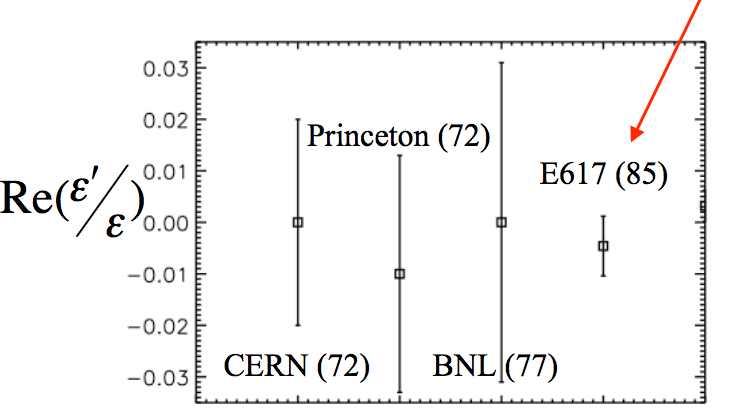 0.03
0.02
Princeton (72)
0.01
E617 (85)
Re(ε′/ε)
0.00
−0.01
−0.02
CERN (72)
BNL (77)
−0.03